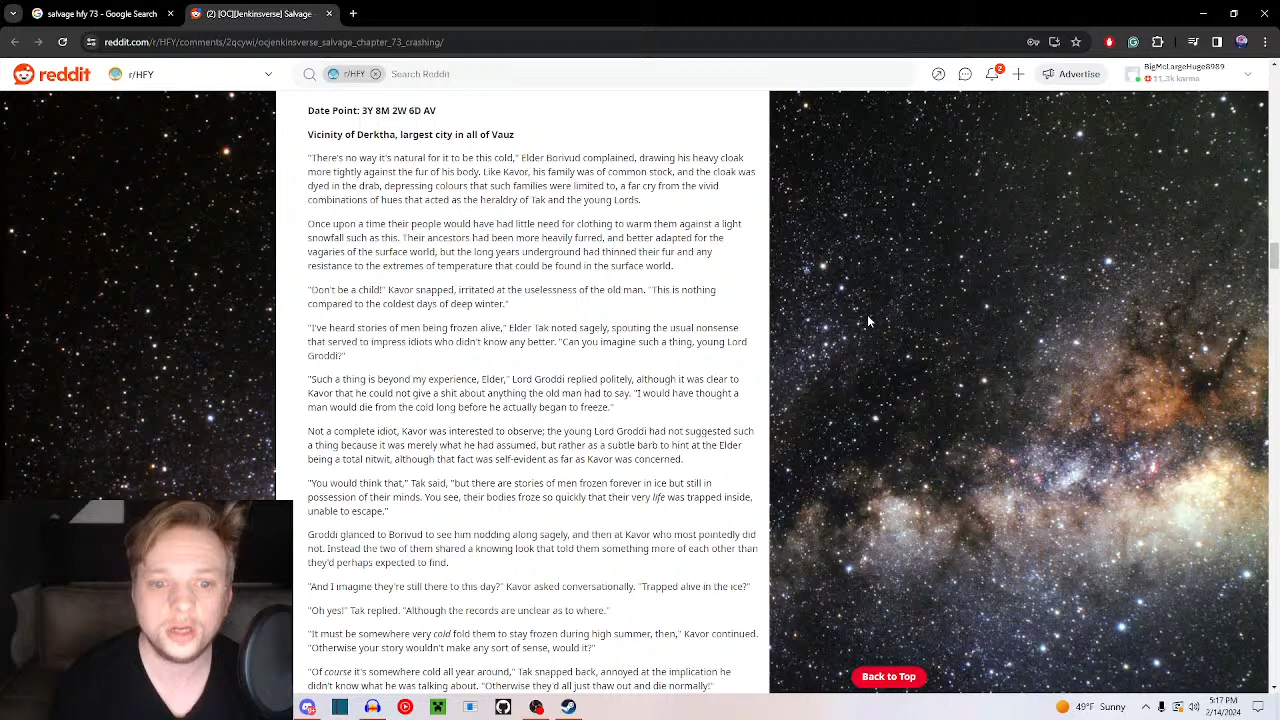 salvage hfy 73 - Google Search
(2) [OC][Jenkinsverse] Salvage
reddit.com/r/HFY/comments/2qcywi/ocjenkinsverse_salvage_chapter_73_crashing/
reddit
r/HFY
r/HFY
Search Reddit
2
Advertise
BigMcLargeHuge8989
11.3k karma
Date Point: 3Y 8M 2W 6D AV
Vicinity of Derktha, largest city in all of Vauz
"There's no way it's natural for it to be this cold," Elder Borivud complained, drawing his heavy cloak
more tightly against the fur of his body. Like Kavor, his family was of common stock, and the cloak was
dyed in the drab, depressing colours that such families were limited to, a far cry from the vivid
combinations of hues that acted as the heraldry of Tak and the young Lords.
Once upon a time their people would have had little need for clothing to warm them against a light
snowfall such as this. Their ancestors had been more heavily furred, and better adapted for the
vagaries of the surface world, but the long years underground had thinned their fur and any
resistance to the extremes of temperature that could be found in the surface world.
"Don't be a child!" Kavor snapped, irritated at the uselessness of the old man. "This is nothing
compared to the coldest days of deep winter."
"I've heard stories of men being frozen alive," Elder Tak noted sagely, spouting the usual nonsense
that served to impress idiots who didn't know any better. "Can you imagine such a thing, young Lord
Groddi?"
"Such a thing is beyond my experience, Elder," Lord Groddi replied politely, although it was clear to
Kavor that he could not give a shit about anything the old man had to say. "I would have thought a
man would die from the cold long before he actually began to freeze."
Not a complete idiot, Kavor was interested to observe; the young Lord Groddi had not suggested such
a thing because it was merely what he had assumed, but rather as a subtle barb to hint at the Elder
being a total nitwit, although that fact was self-evident as far as Kavor was concerned.
"You would think that," Tak said, "but there are stories of men frozen forever in ice but still in
possession of their minds. You see, their bodies froze so quickly that their very life was trapped inside,
unable to escape."
Groddi glanced to Borivud to see him nodding along sagely, and then at Kavor who most pointedly did
not. Instead the two of them shared a knowing look that told them something more of each other than
they'd perhaps expected to find.
"And I imagine they're still there to this day?" Kavor asked conversationally. "Trapped alive in the ice?"
"Oh yes!" Tak replied. "Although the records are unclear as to where."
"It must be somewhere very cold fold them to stay frozen during high summer, then," Kavor continued.
"Otherwise your story wouldn't make any sort of sense, would it?"
"Of course it's somewhere cold all year around," Tak snapped back, annoyed at the implication he
didn't know what he was talking about. "Otherwise they'd all just thaw out and die normally!"
Back to Top
49°F Sunny
5:17 PM
2/14/2024